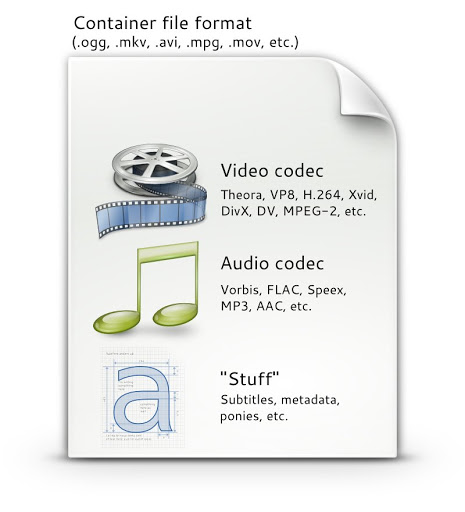 Container file format
(.ogg, .mkv, .avi, .mpg, .mov, etc.)
Video codec
Theora, VP8, H.264, Xvid,
DivX, DV, MPEG-2, etc.
Audio codec
Vorbis, FLAC, Speex,
MP3, AAC, etc.
a
"Stuff"
Subtitles, metadata,
ponies, etc.